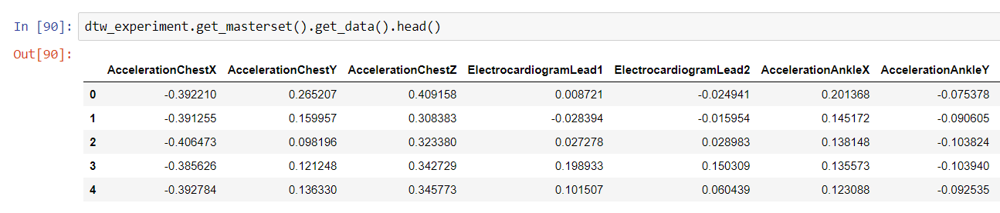 In [90]: dtw_experiment.get_masterset().get_data().head()
Out[90]:
AccelerationChestX AccelerationChestY AccelerationChestZ ElectrocardiogramLead1 ElectrocardiogramLead2 AccelerationAnkleX AccelerationAnkleY
0 -0.392210 0.265207 0.409158 0.008721 -0.024941 0.201368 -0.075378
1 -0.391255 0.159957 0.308383 -0.028394 -0.015954 0.145172 -0.090605
2 -0.406473 0.098196 0.323380 0.027278 0.028983 0.138148 -0.103824
3 -0.385626 0.121248 0.342729 0.198933 0.150309 0.135573 -0.103940
4 -0.392784 0.136330 0.345773 0.101507 0.060439 0.123088 -0.092535